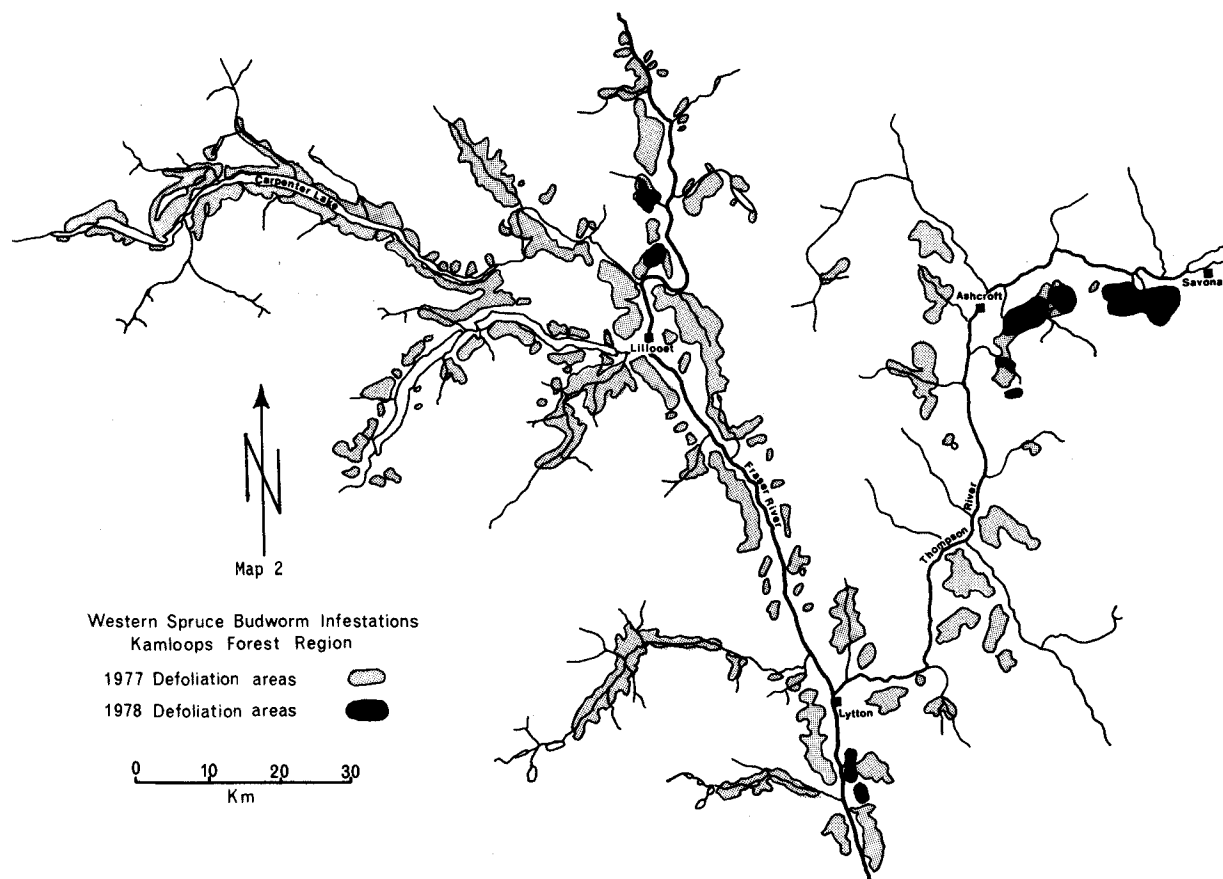 Carpenter Lake
Savona
Ashcroft
Lillooet
Fraser River
Thompson River
N
Map 2
Western Spruce Budworm Infestations
Kamloops Forest Region
1977 Defoliation areas
1978 Defoliation areas
Lytton
0 10 20 30
Km